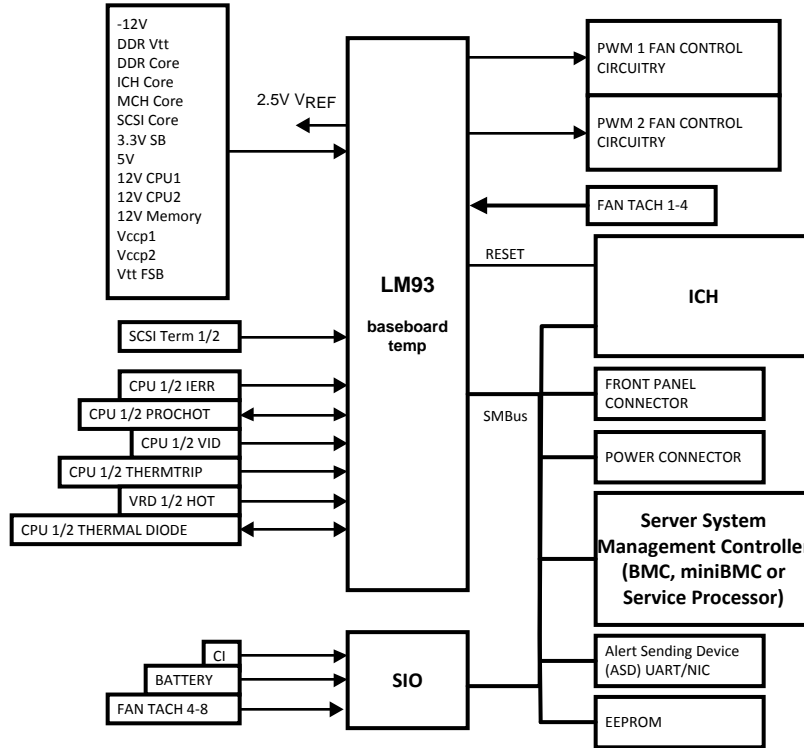 -12V
DDR Vtt
DDR Core
ICH Core
MCH Core
SCSI Core
3.3V SB
5V
12V CPU1
12V CPU2
12V Memory
Vccp1
Vccp2
Vtt FSB
2.5V VREF
SCSI Term 1/2
CPU 1/2 IERR
CPU 1/2 PROCHOT
CPU 1/2 VID
CPU 1/2 THERMTRIP
VRD 1/2 HOT
CPU 1/2 THERMAL DIODE
CI
BATTERY
FAN TACH 4-8
LM93
baseboard
temp
SIO
PWM 1 FAN CONTROL
CIRCUITRY
PWM 2 FAN CONTROL
CIRCUITRY
FAN TACH 1-4
RESET
ICH
SMBus
FRONT PANEL
CONNECTOR
POWER CONNECTOR
Server System
Management Controller
(BMC, miniBMC or
Service Processor)
Alert Sending Device
(ASD) UART/NIC
EEPROM